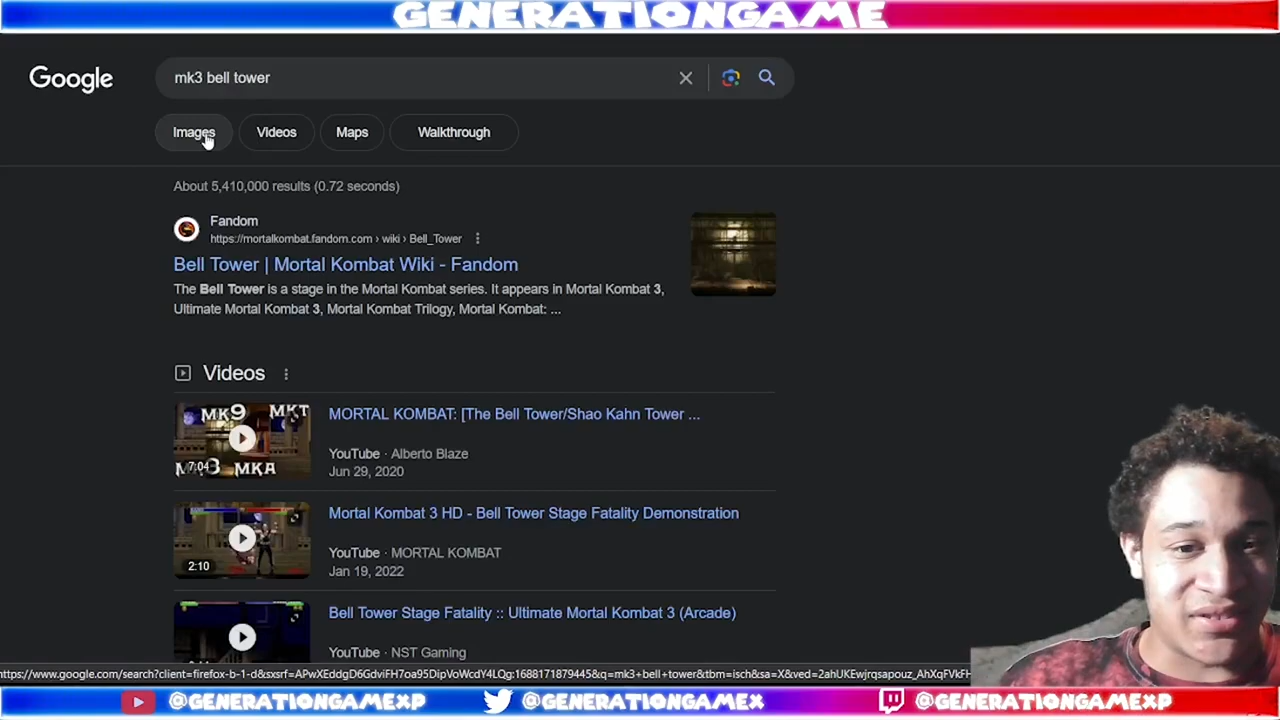 GENERATIONGAME
Google
mk3 bell tower
Images
Videos
Maps
Walkthrough
About 5,410,000 results (0.72 seconds)
Fandom
https://mortalkombat.fandom.com › wiki › Bell_Tower
Bell Tower | Mortal Kombat Wiki - Fandom
The Bell Tower is a stage in the Mortal Kombat series. It appears in Mortal Kombat 3,
Ultimate Mortal Kombat 3, Mortal Kombat Trilogy, Mortal Kombat: ...
Videos
MK9 MKT
MK3 MKA
7:04
MORTAL KOMBAT: [The Bell Tower/Shao Kahn Tower ...
YouTube · Alberto Blaze
Jun 29, 2020
2:10
Mortal Kombat 3 HD - Bell Tower Stage Fatality Demonstration
YouTube · MORTAL KOMBAT
Jan 19, 2022
Bell Tower Stage Fatality :: Ultimate Mortal Kombat 3 (Arcade)
YouTube · NST Gaming
@GENERATIONGAMEXP
@GENERATIONGAMEX
@GENERATIONGAMEXP